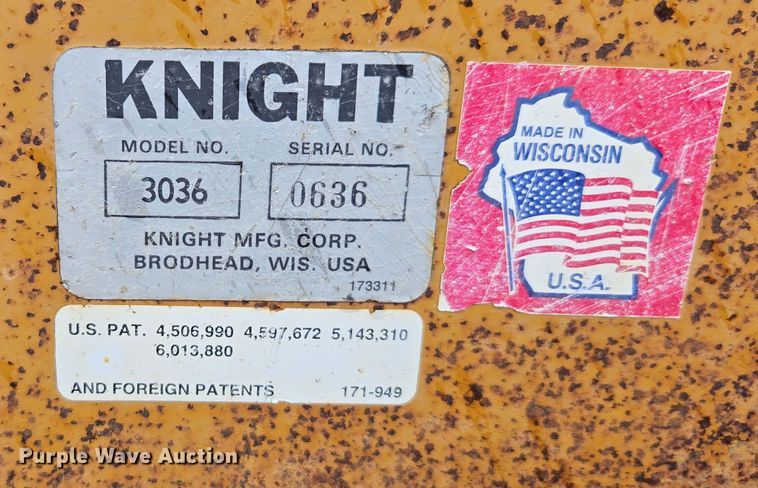 KNIGHT
MODEL NO. SERIAL NO.
3036 0636
KNIGHT MFG. CORP.
BRODHEAD, WIS. USA
173311
MADE IN
WISCONSIN
U.S.A.
U.S. PAT. 4,506,990 4,597,672 5,143,310
6,013,880
AND FOREIGN PATENTS 171-949
Purple Wave Auction